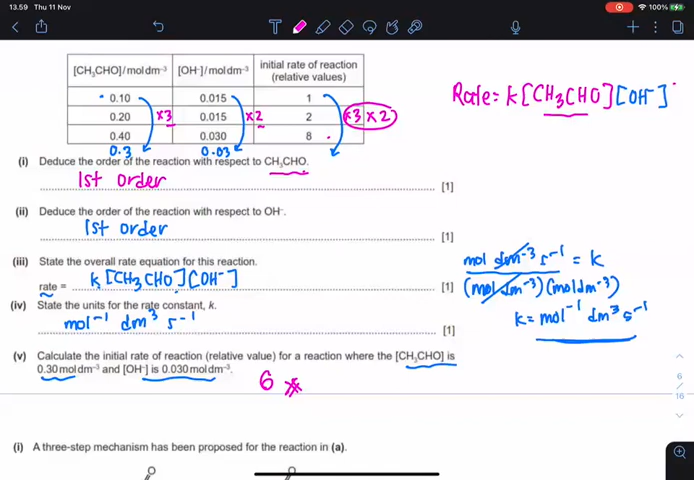 13.59 Thu 11 Nov
100%
[CH₃CHO]/mol dm⁻³ [OH⁻]/mol dm⁻³ initial rate of reaction (relative values)
0.10 0.015 1
0.20 0.015 2
0.40 0.030 8
×3 ×2 ×3 × 2
0.3 0.03
Rate = k[CH₃CHO][OH⁻]
(i) Deduce the order of the reaction with respect to CH₃CHO.
1st order
[1]
(ii) Deduce the order of the reaction with respect to OH⁻.
1st order
[1]
(iii) State the overall rate equation for this reaction.
rate = k[CH₃CHO][OH⁻]
[1]
(iv) State the units for the rate constant, k.
mol⁻¹ dm³ s⁻¹
[1]
mol dm⁻³ s⁻¹ = k
(mol dm⁻³)(mol dm⁻³)
k = mol⁻¹ dm³ s⁻¹
(v) Calculate the initial rate of reaction (relative value) for a reaction where the [CH₃CHO] is
0.30 mol dm⁻³ and [OH⁻] is 0.030 mol dm⁻³.
6
6
/
16
(i) A three-step mechanism has been proposed for the reaction in (a).